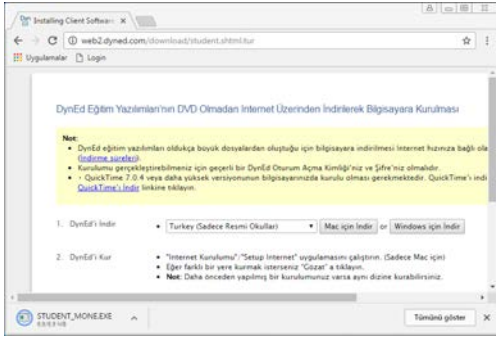 Installing Client Software
web2.dyned.com/download/student.shtml.tur
Uygulamalar Login
DynEd Eğitim Yazılımları'nın DVD Olmadan Internet Üzerinden İndirilerek Bilgisayara Kurulması
Not:
• DynEd eğitim yazılımları oldukça büyük dosyalardan oluştuğu için bilgisayara indirilmesi Internet hızınıza bağlı ola
(indirme süreleri).
• Kurulumu gerçekleştirebilmeniz için geçerli bir DynEd Oturum Açma Kimliği'niz ve Şifre'niz olmalıdır.
• - QuickTime 7.0.4 veya daha yüksek versiyonunun bilgisayarınızda kurulu olması gerekmektedir. QuickTime'ı indi
QuickTime'ı İndir linkine tıklayın.
1. DynEd'i İndir • Turkey (Sadece Resmi Okullar) Mac için İndir or Windows için İndir
2. DynEd'i Kur • "Internet Kurulumu"/"Setup Internet" uygulamasını çalıştırın. (Sadece Mac için)
• Eğer farklı bir yere kurmak isterseniz "Gözat" a tıklayın.
• Not: Daha önceden yapılmış bir kurulumunuz varsa aynı dizine kurabilirsiniz.
STUDENT_MONE.EXE Tümünü göster